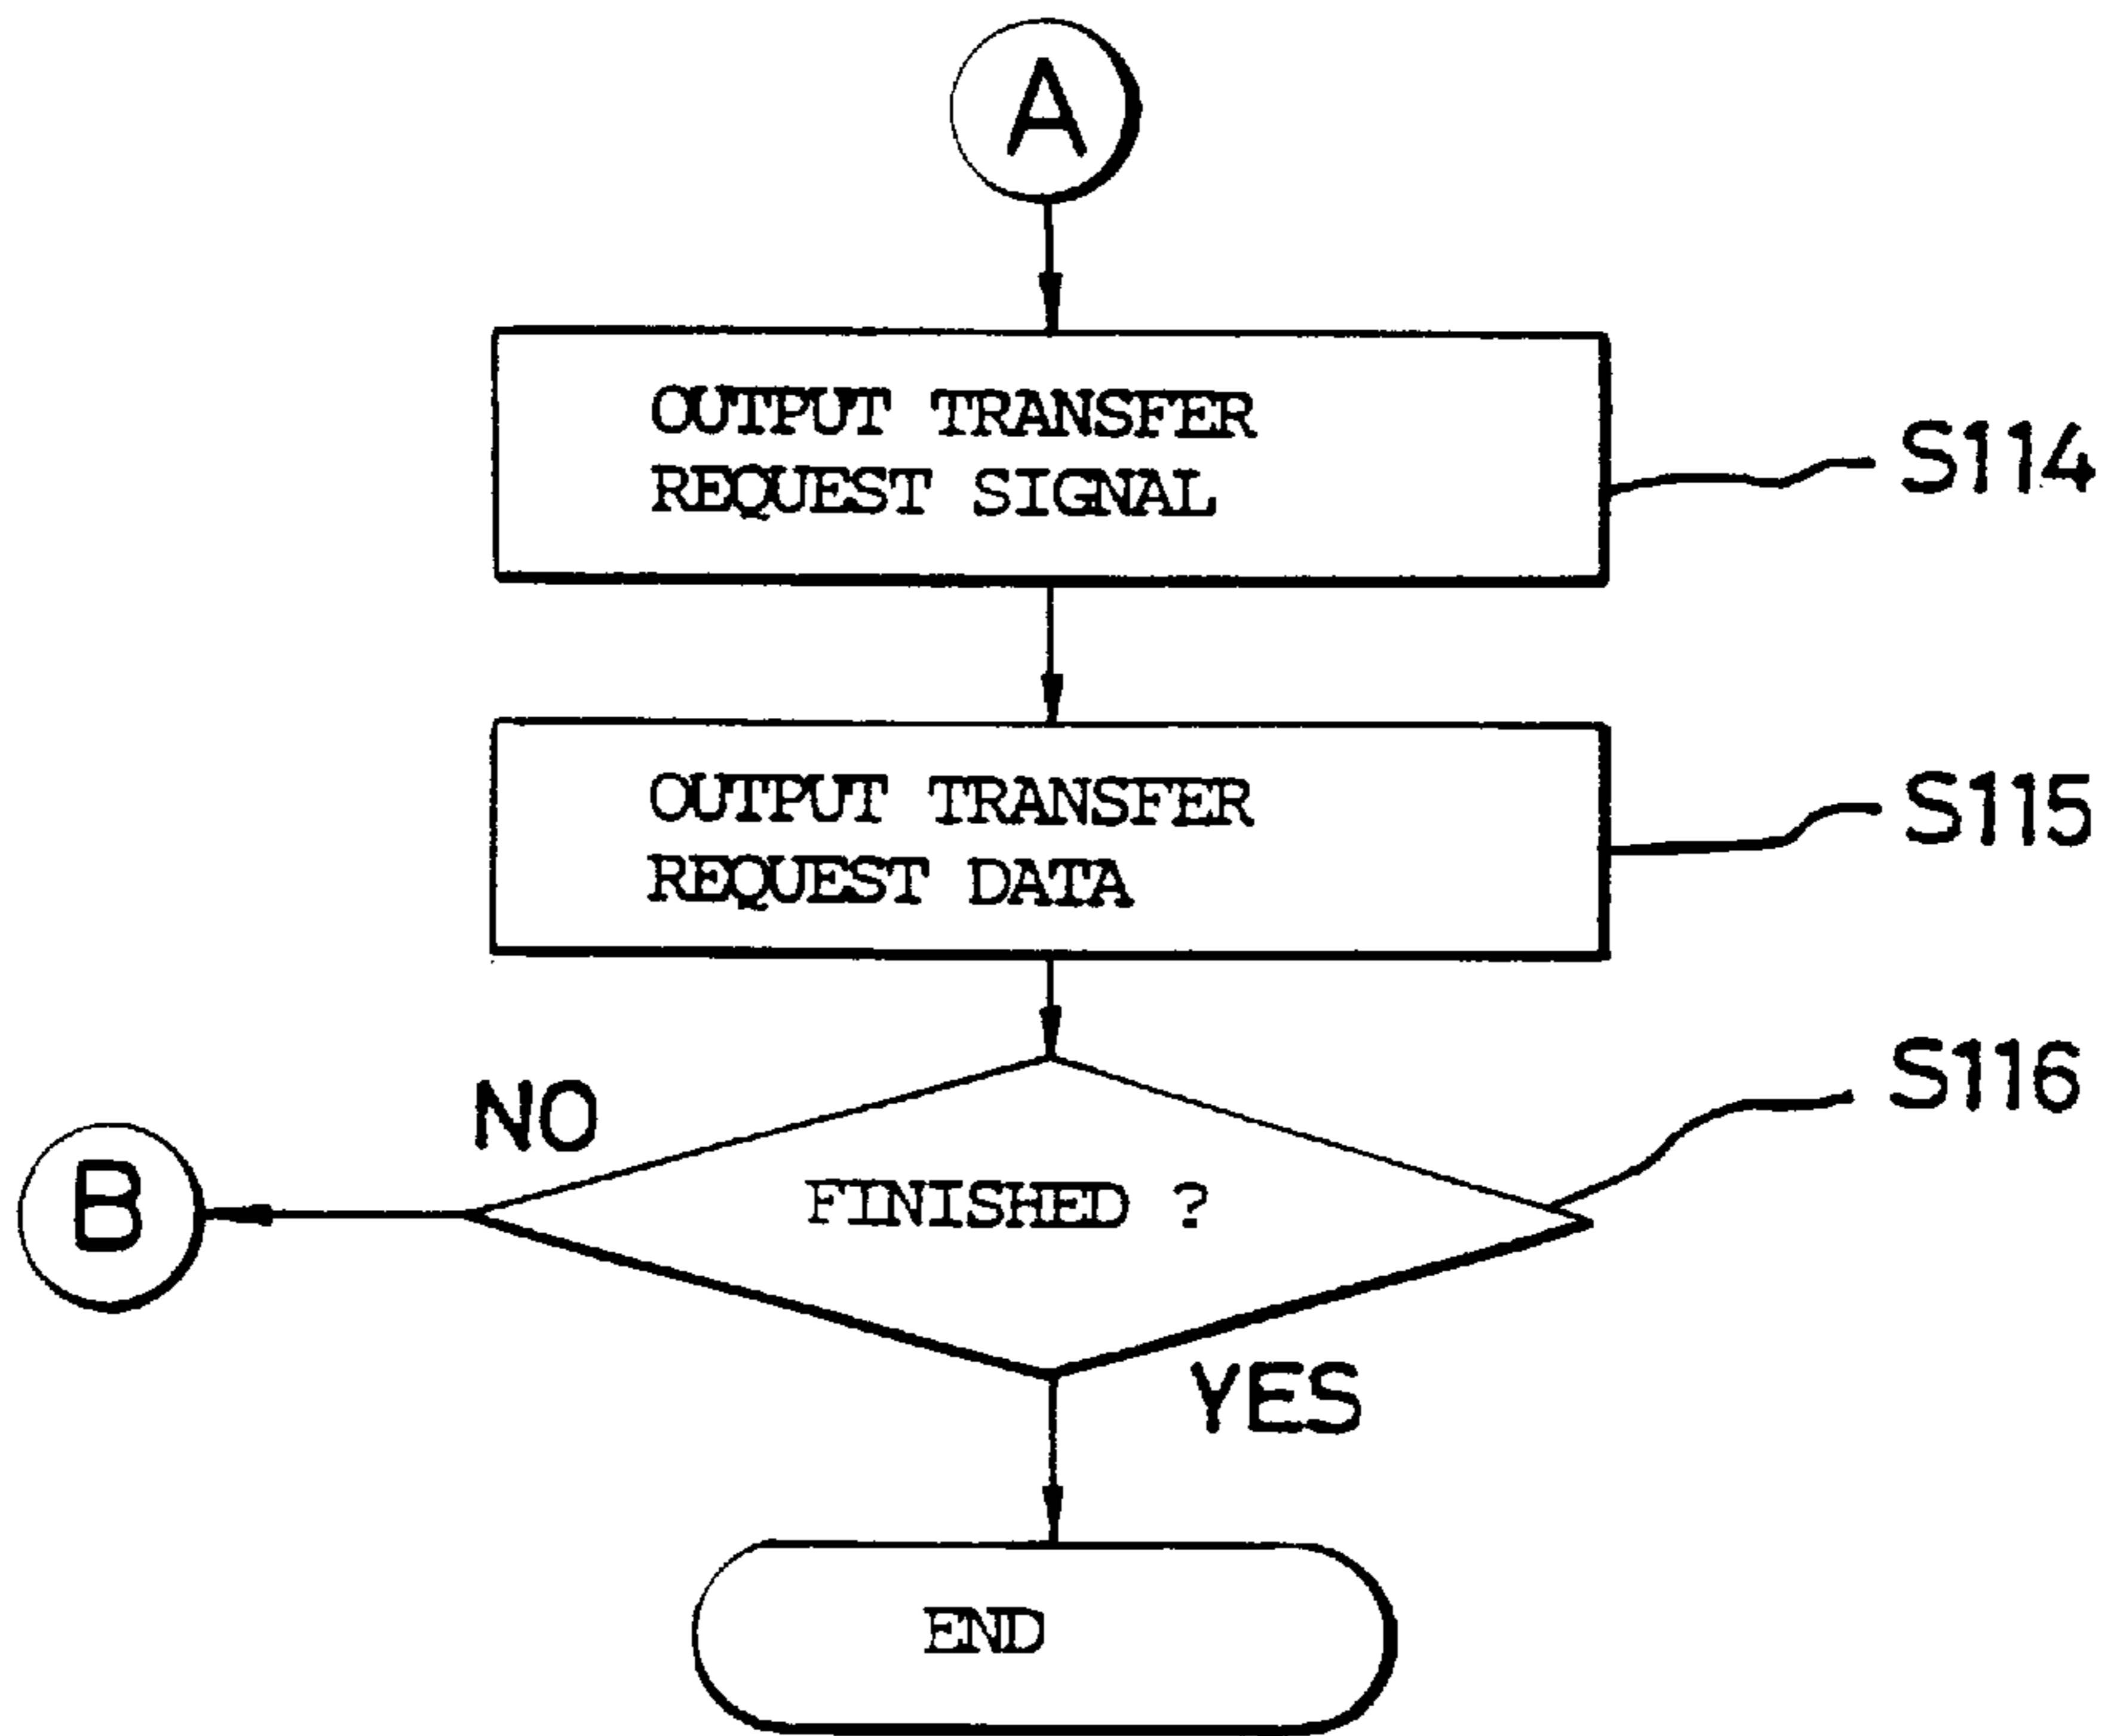 A
OUTPUT TRANSFER
REQUEST SIGNAL
S114
OUTPUT TRANSFER
REQUEST DATA
S115
S116
NO
FINISHED ?
B
YES
END